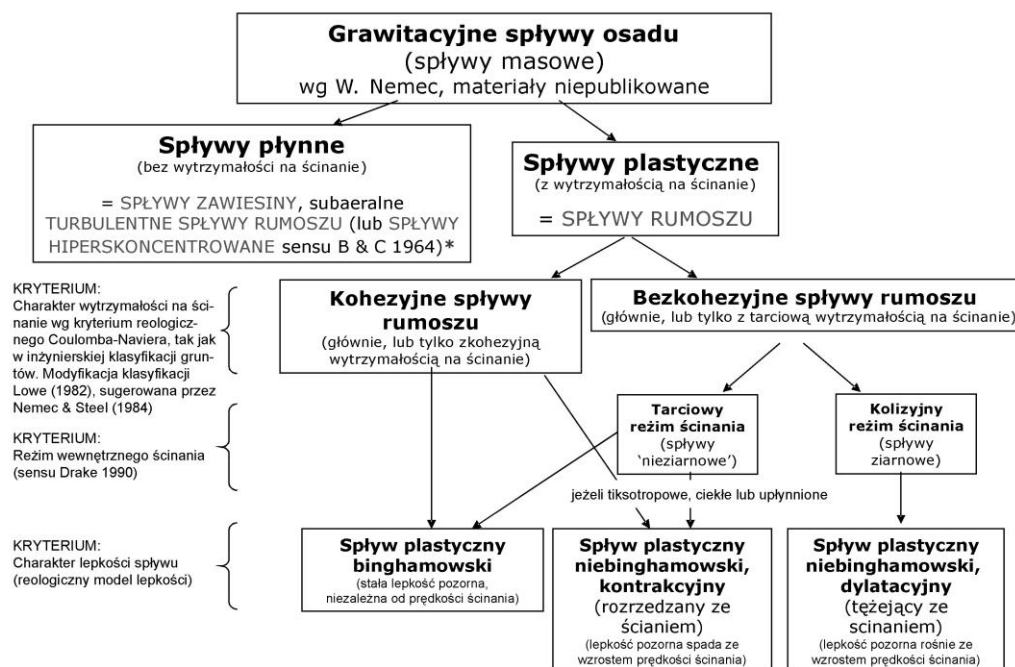 Grawitacyjne spływy osadu
(spływy masowe)
wg W. Nemec, materiały niepublikowane
Spływy płynne
(bez wytrzymałości na ścinanie)
= SPŁYWY ZAWIESINY, subaeralne
TURBULENTNE SPŁYWY RUMOSZU (lub SPŁYWY
HIPERSKONCENTROWANE sensu B & C 1964)*
Spływy plastyczne
(z wytrzymałością na ścinanie)
= SPŁYWY RUMOSZU
KRYTERIUM:
Charakter wytrzymałości na ści-
nanie wg kryterium reologicz-
nego Coulomba-Naviera, tak jak
w inżynierskiej klasyfikacji grun-
tów. Modyfikacja klasyfikacji
Lowe (1982), sugerowana przez
Nemec & Steel (1984)
Kohezyjne spływy
rumoszu
(głównie, lub tylko zkohezyjną
wytrzymałością na ścinanie)
Bezkohezyjne spływy rumoszu
(głównie, lub tylko z tarciową wytrzymałością na ścinanie)
KRYTERIUM:
Reżim wewnętrznego ścinania
(sensu Drake 1990)
Tarciowy
reżim ścinania
(spływy
'nieziarnowe')
Kolizyjny
reżim ścinania
(spływy
ziarnowe)
jeżeli tiksotropowe, ciekłe lub upłynnione
KRYTERIUM:
Charakter lepkości spływu
(reologiczny model lepkości)
Spływ plastyczny
binghamowski
(stała lepkość pozorna,
niezależna od prędkości ścinania)
Spływ plastyczny
niebinghamowski,
kontrakcyjny
(rozrzedzany ze
ścianiem)
(lepkość pozorna spada ze
wzrostem prędkości ścinania)
Spływ plastyczny
niebinghamowski,
dylatacyjny
(tężejący ze
scinaniem)
(lepkość pozorna rośnie ze
wzrostem prędkości ścinania)